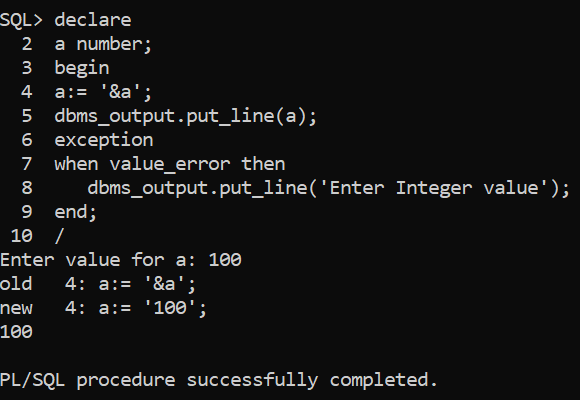 SQL> declare
  2  a number;
  3  begin
  4  a:= '&a';
  5  dbms_output.put_line(a);
  6  exception
  7  when value_error then
  8     dbms_output.put_line('Enter Integer value');
  9  end;
 10  /
Enter value for a: 100
old   4: a:= '&a';
new   4: a:= '100';
100
PL/SQL procedure successfully completed.